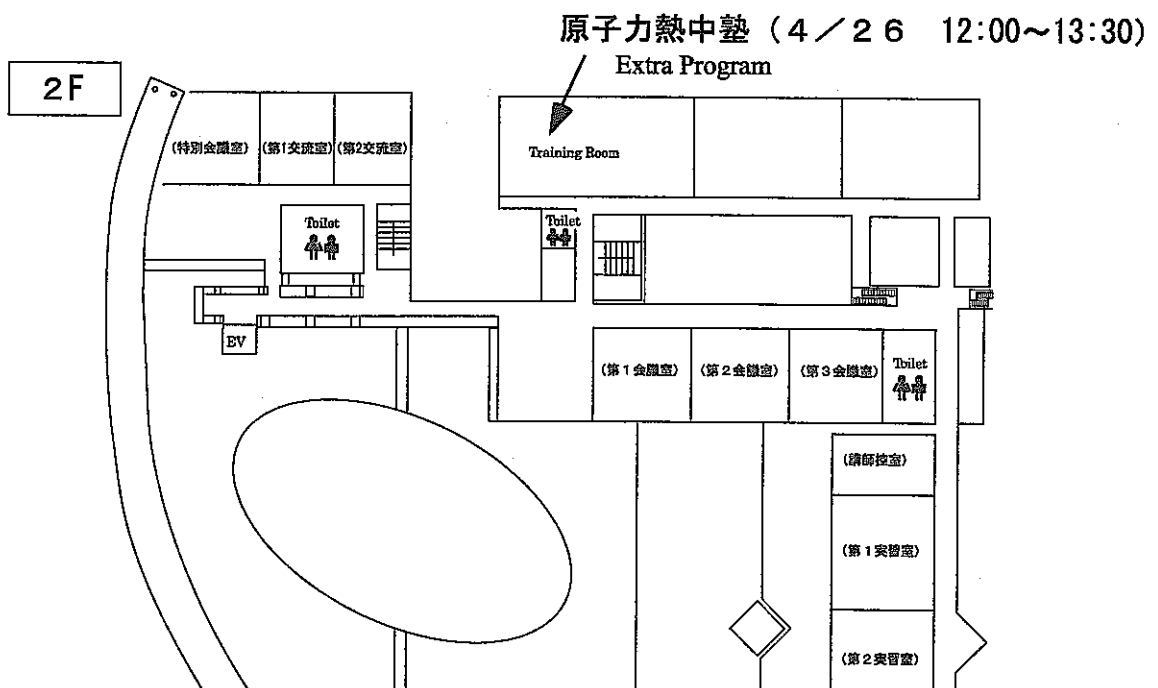 原子力熱中塾（４／２６　12:00～13:30）
Extra Program
２F
(特別会議室)
(第1交流室)
(第2交流室)
Training Room
Toilet
Toilet
EV
(第１会議室)
(第２会議室)
(第３会議室)
Toilet
(講師控室)
(第１実習室)
(第２実習室)